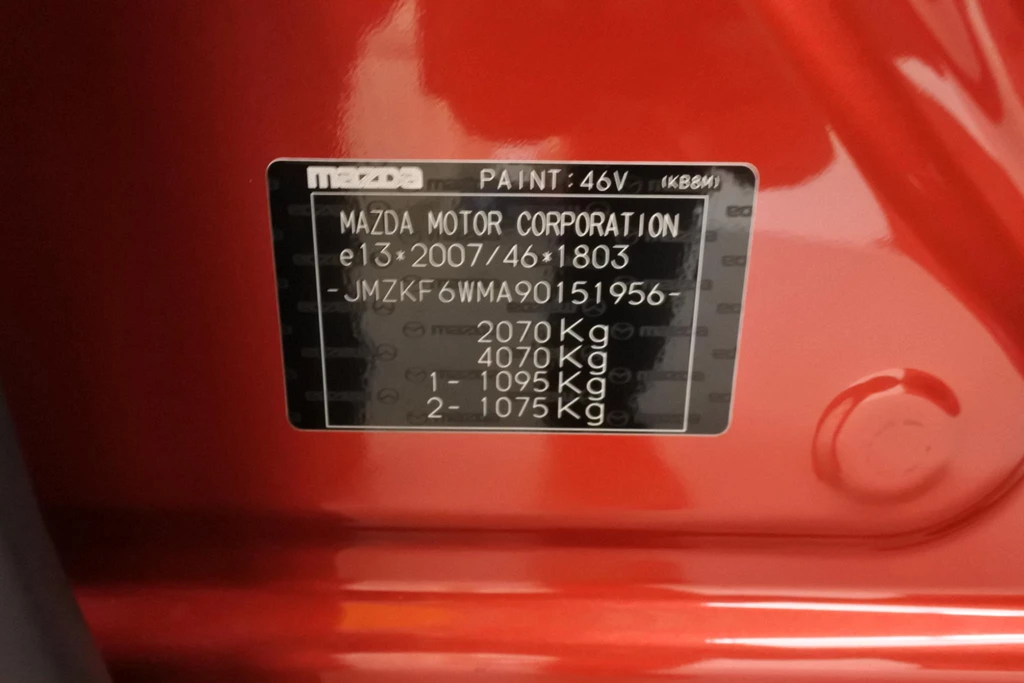 mazda PAINT:46V (KB8M)
MAZDA MOTOR CORPORATION
e13*2007/46*1803
-JMZKF6WMA90151956-
2070Kg
4070Kg
1- 1095Kg
2- 1075Kg